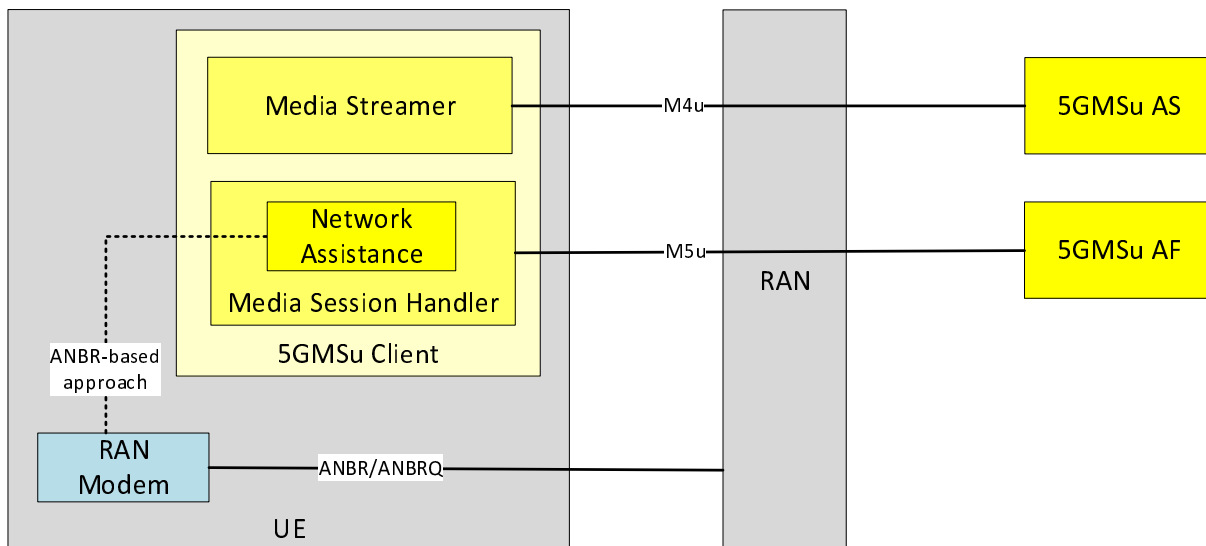 Media Streamer
M4u
5GMSu AS
Network
Assistance
Media Session Handler
M5u
5GMSu AF
RAN
5GMSu Client
ANBR-based
approach
RAN
Modem
ANBR/ANBRQ
UE